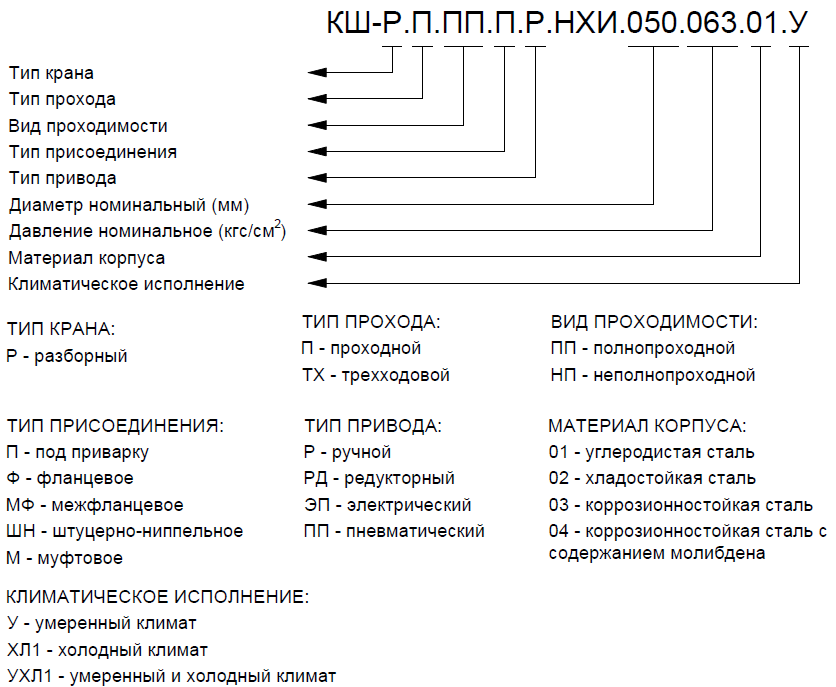 КШ-Р.П.ПП.П.Р.НХИ.050.063.01.У
Тип крана
Тип прохода
Вид проходимости
Тип присоединения
Тип привода
Диаметр номинальный (мм)
Давление номинальное (кгс/см²)
Материал корпуса
Климатическое исполнение
ТИП КРАНА:
Р - разборный
ТИП ПРОХОДА:
П - проходной
ТХ - трехходовой
ВИД ПРОХОДИМОСТИ:
ПП - полнопроходной
НП - неполнопроходной
ТИП ПРИСОЕДИНЕНИЯ:
П - под приварку
Ф - фланцевое
МФ - межфланцевое
ШН - штуцерно-ниппельное
М - муфтовое
ТИП ПРИВОДА:
Р - ручной
РД - редукторный
ЭП - электрический
ПП - пневматический
МАТЕРИАЛ КОРПУСА:
01 - углеродистая сталь
02 - хладостойкая сталь
03 - коррозионностойкая сталь
04 - коррозионностойкая сталь с
содержанием молибдена
КЛИМАТИЧЕСКОЕ ИСПОЛНЕНИЕ:
У - умеренный климат
ХЛ1 - холодный климат
УХЛ1 - умеренный и холодный климат